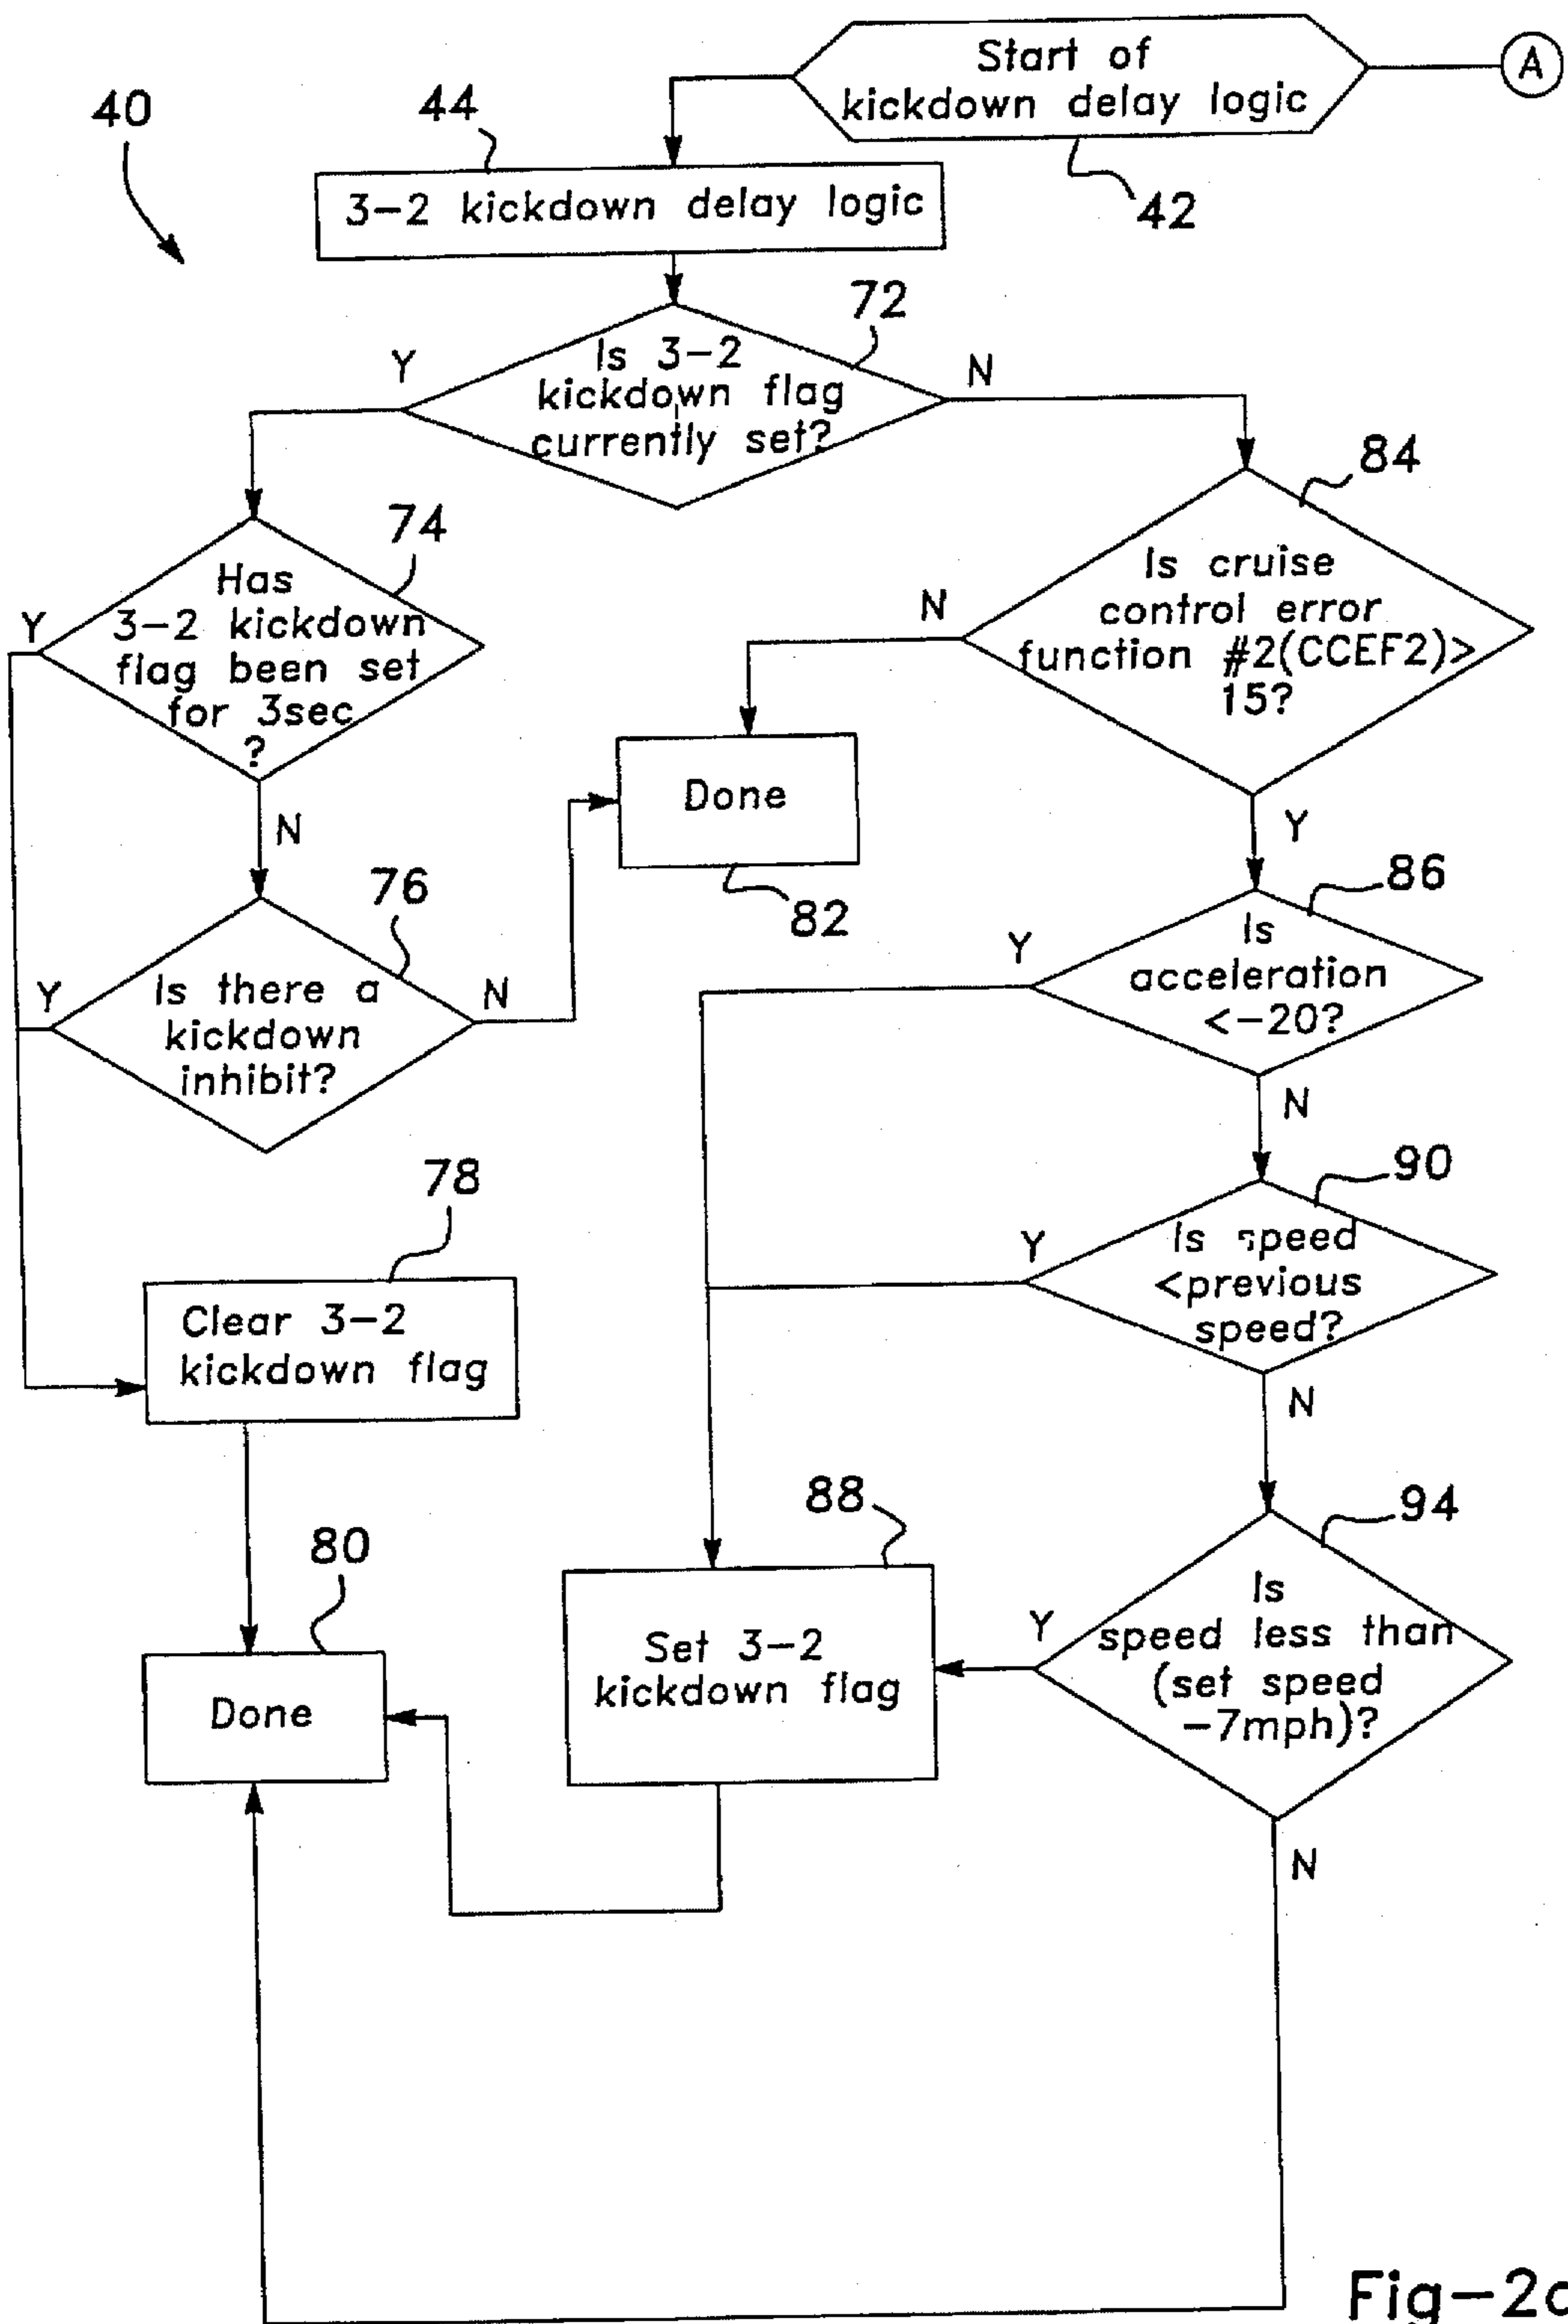 Start of
kickdown delay logic
A
40
44
42
3-2 kickdown delay logic
72
Is 3-2
kickdown flag
currently set?
Y
N
84
74
Has
3-2 kickdown
flag been set
for 3sec
?
Y
N
Is cruise
control error
function #2(CCEF2)>
15?
N
Y
Done
82
76
Is there a
kickdown
inhibit?
Y
N
86
Is
acceleration
<-20?
Y
N
90
Is speed
<previous
speed?
Y
N
78
Clear 3-2
kickdown flag
80
Done
88
Set 3-2
kickdown flag
94
Is
speed less than
(set speed
-7mph)?
Y
N